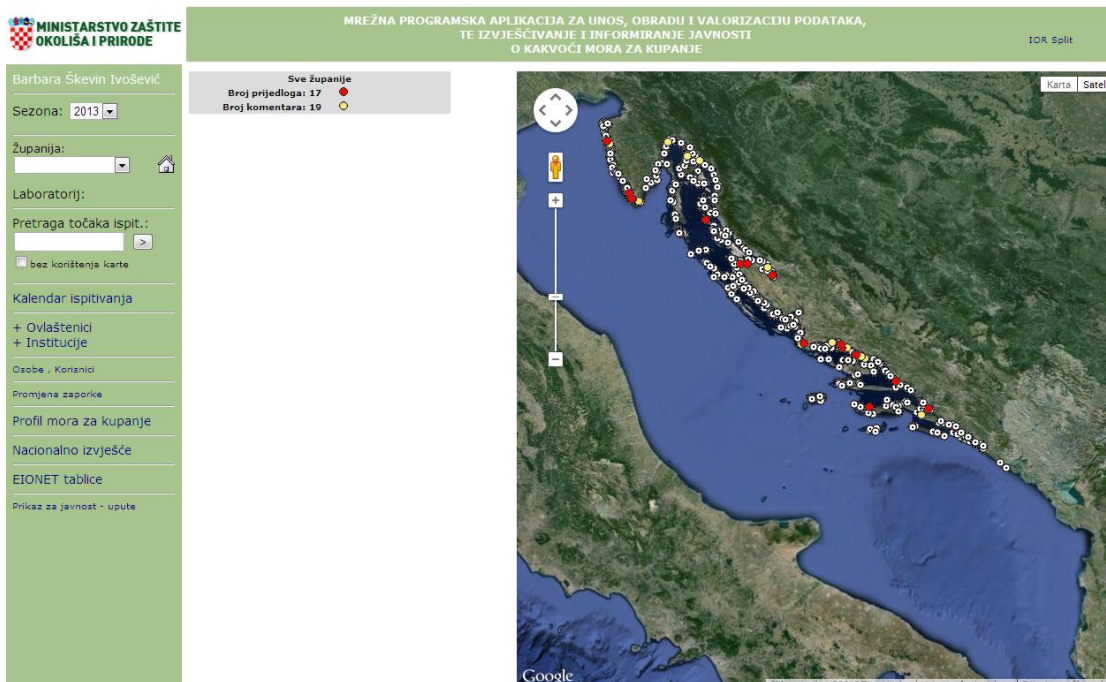 MINISTARSTVO ZAŠTITE
OKOLIŠA I PRIRODE
MREŽNA PROGRAMSKA APLIKACIJA ZA UNOS, OBRADU I VALORIZACIJU PODATAKA,
TE IZVJEŠĆIVANJE I INFORMIRANJE JAVNOSTI
O KAKVOĆI MORA ZA KUPANJE
IOR Split
Barbara Škevin Ivošević
Sezona: 2013
Županija:
Laboratorij:
Pretraga točaka ispit.:
>
bez korištenja karte
Kalendar ispitivanja
+ Ovlaštenici
+ Institucije
Osobe , Korisnici
Promjena zaporke
Profil mora za kupanje
Nacionalno izvješće
EIONET tablice
Prikaz za javnost - upute
Sve županije
Broj prijedloga: 17
Broj komentara: 19
Karta Satel
Google